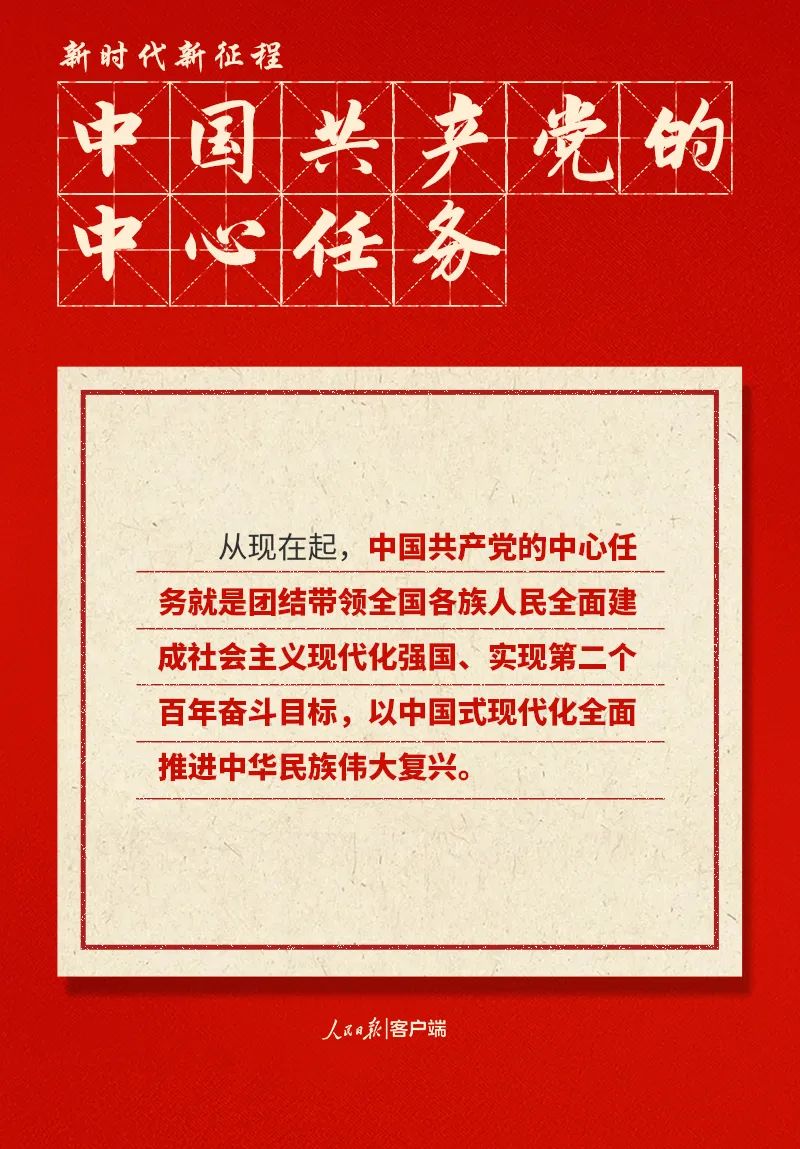 新时代新征程
中国共产党的
中心任务
从现在起，中国共产党的中心任
务就是团结带领全国各族人民全面建
成社会主义现代化强国、实现第二个
百年奋斗目标，以中国式现代化全面
推进中华民族伟大复兴。
人民日报|客户端